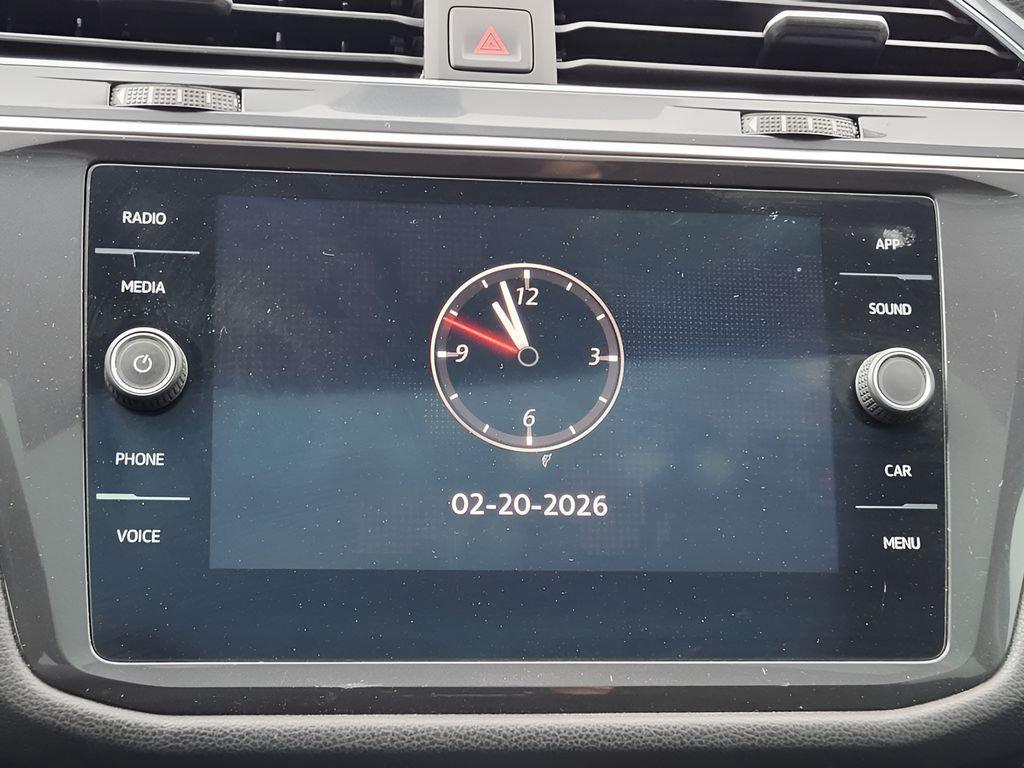 RADIO
MEDIA
PHONE
VOICE
12
9
3
6
02-20-2026
APP
SOUND
CAR
MENU